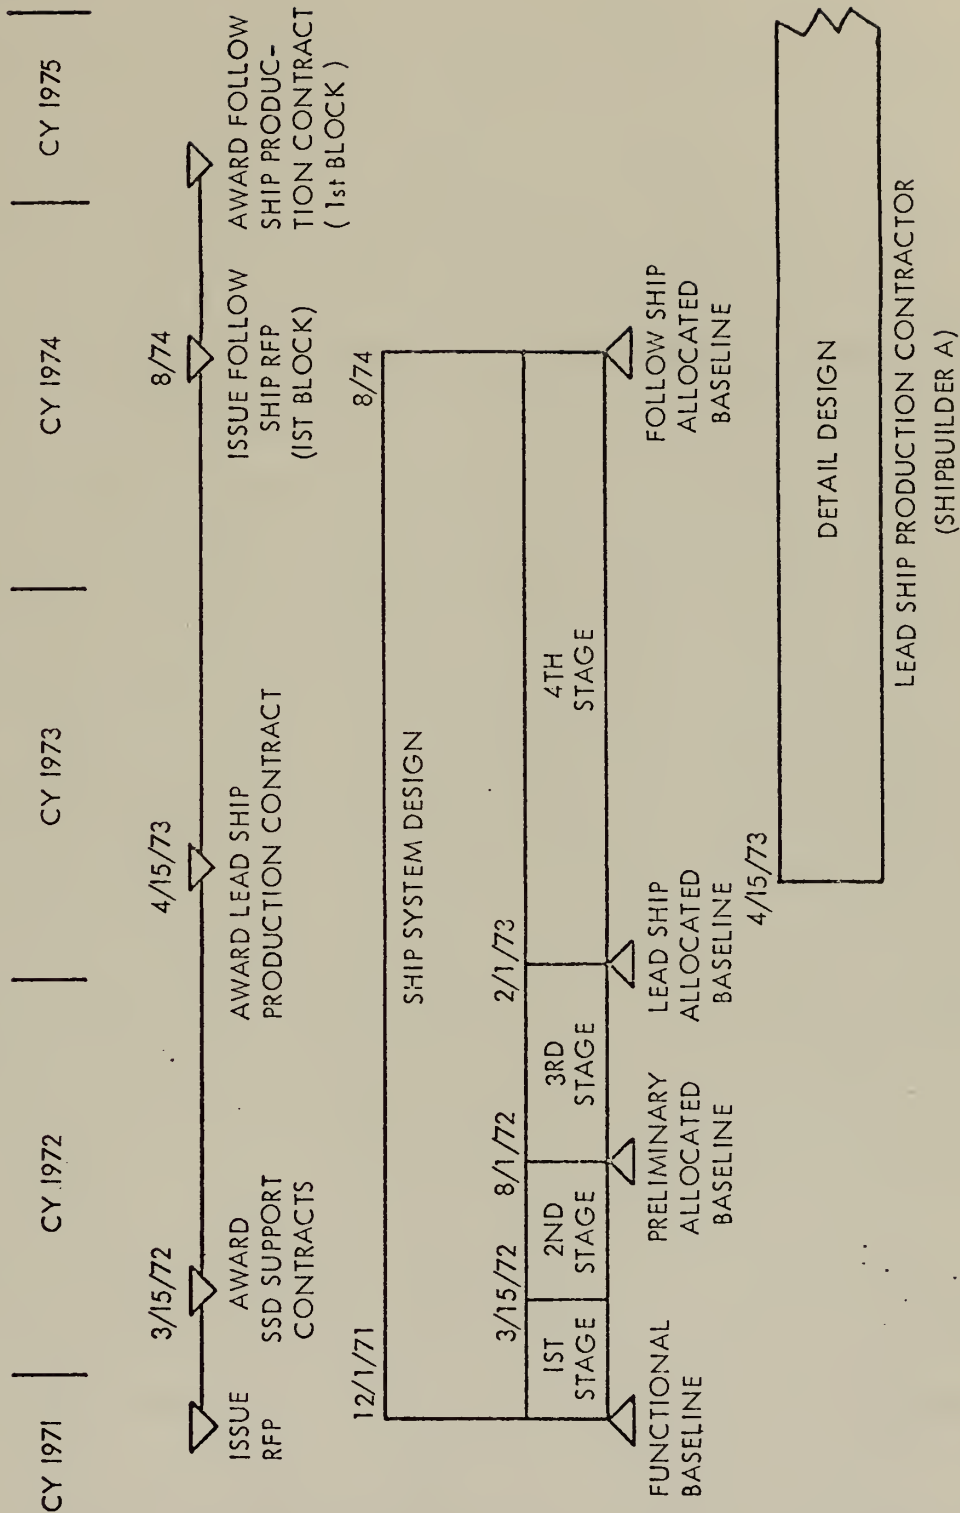 CY 1971
CY 1972
CY 1973
CY 1974
CY 1975
3/15/72
4/15/73
8/74
ISSUE
RFP
AWARD
SSD SUPPORT
CONTRACTS
AWARD LEAD SHIP
PRODUCTION CONTRACT
ISSUE FOLLOW
SHIP RFP
(IST BLOCK)
AWARD FOLLOW
SHIP PRODUC-
TION CONTRACT
( 1st BLOCK )
12/1/71
8/74
SHIP SYSTEM DESIGN
3/15/72
8/1/72
2/1/73
1ST
STAGE
2ND
STAGE
3RD
STAGE
4TH
STAGE
FUNCTIONAL
BASELINE
PRELIMINARY
ALLOCATED
BASELINE
LEAD SHIP
ALLOCATED
BASELINE
FOLLOW SHIP
ALLOCATED
BASELINE
4/15/73
DETAIL DESIGN
LEAD SHIP PRODUCTION CONTRACTOR
(SHIPBUILDER A)